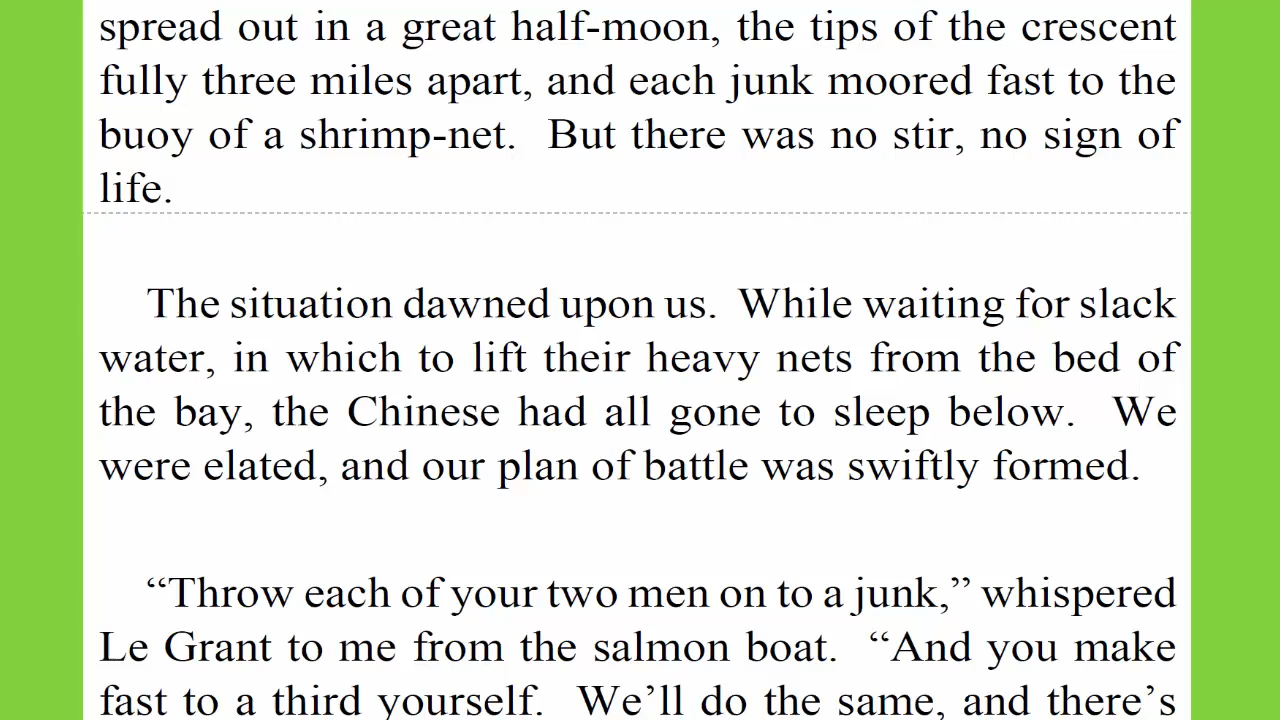 spread out in a great half-moon, the tips of the crescent
fully three miles apart, and each junk moored fast to the
buoy of a shrimp-net.  But there was no stir, no sign of
life.
The situation dawned upon us.  While waiting for slack
water, in which to lift their heavy nets from the bed of
the bay, the Chinese had all gone to sleep below.  We
were elated, and our plan of battle was swiftly formed.
“Throw each of your two men on to a junk,” whispered
Le Grant to me from the salmon boat.  “And you make
fast to a third yourself.  We’ll do the same, and there’s